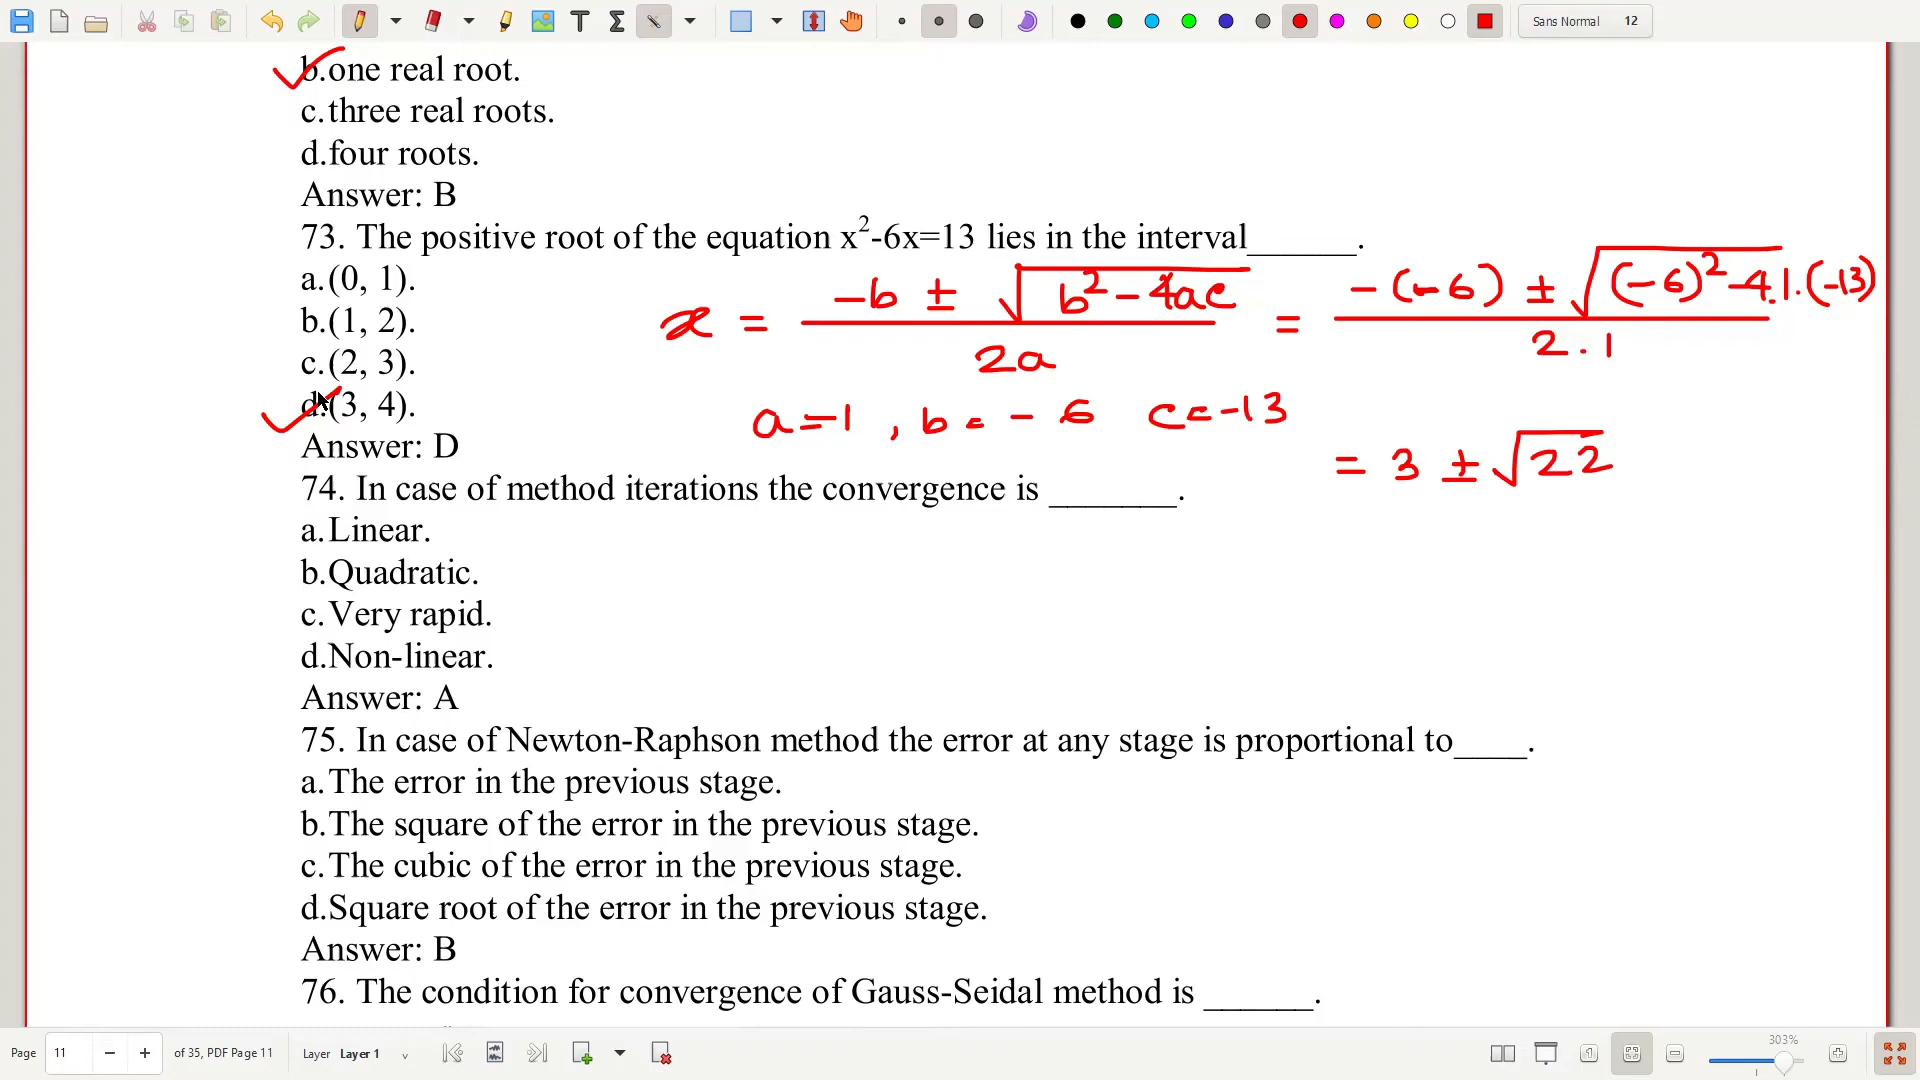 Sans Normal 12
b.one real root.
c.three real roots.
d.four roots.
Answer: B
73. The positive root of the equation x²-6x=13 lies in the interval______.
a.(0, 1).
b.(1, 2).
c.(2, 3).
d.(3, 4).
Answer: D
x = (-b ± √(b² - 4ac)) / 2a = (-(-6) ± √((-6)² - 4.1.(-13))) / 2.1
a=1 , b= -6 c=-13
= 3 ± √22
74. In case of method iterations the convergence is _______.
a.Linear.
b.Quadratic.
c.Very rapid.
d.Non-linear.
Answer: A
75. In case of Newton-Raphson method the error at any stage is proportional to____.
a.The error in the previous stage.
b.The square of the error in the previous stage.
c.The cubic of the error in the previous stage.
d.Square root of the error in the previous stage.
Answer: B
76. The condition for convergence of Gauss-Seidal method is ______.
Page 11 of 35, PDF Page 11 Layer Layer 1 303%